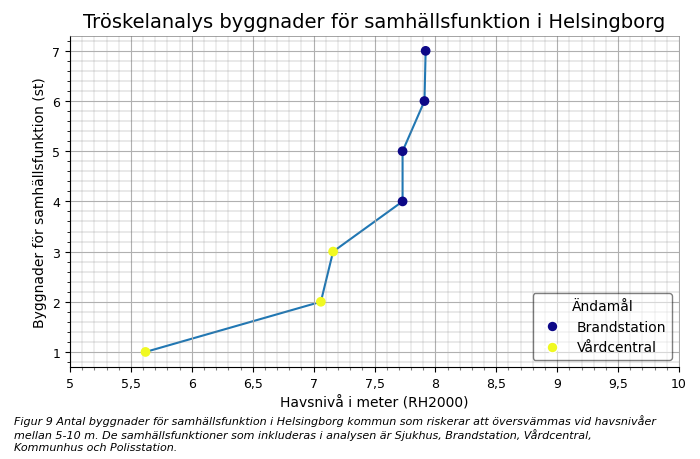 Tröskelanalys byggnader för samhällsfunktion i Helsingborg
Byggnader för samhällsfunktion (st)
7
6
5
4
3
2
1
5
5,5
6
6,5
7
7,5
8
8,5
9
9,5
10
Havsnivå i meter (RH2000)
Ändamål
Brandstation
Vårdcentral
Figur 9 Antal byggnader för samhällsfunktion i Helsingborg kommun som riskerar att översvämmas vid havsnivåer
mellan 5-10 m. De samhällsfunktioner som inkluderas i analysen är Sjukhus, Brandstation, Vårdcentral,
Kommunhus och Polisstation.